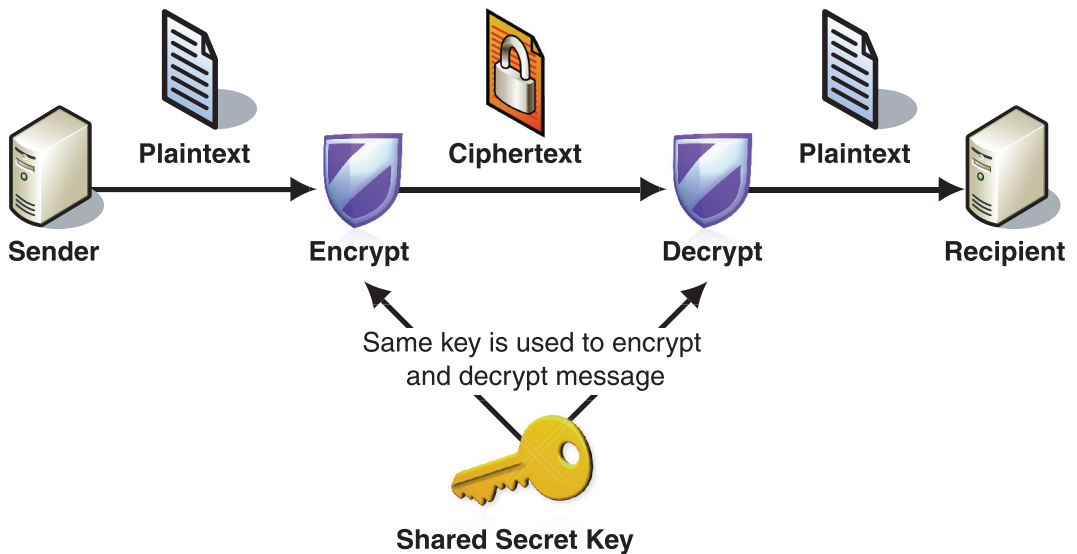 Plaintext
Ciphertext
Plaintext
Sender
Encrypt
Decrypt
Recipient
Same key is used to encrypt
and decrypt message
Shared Secret Key